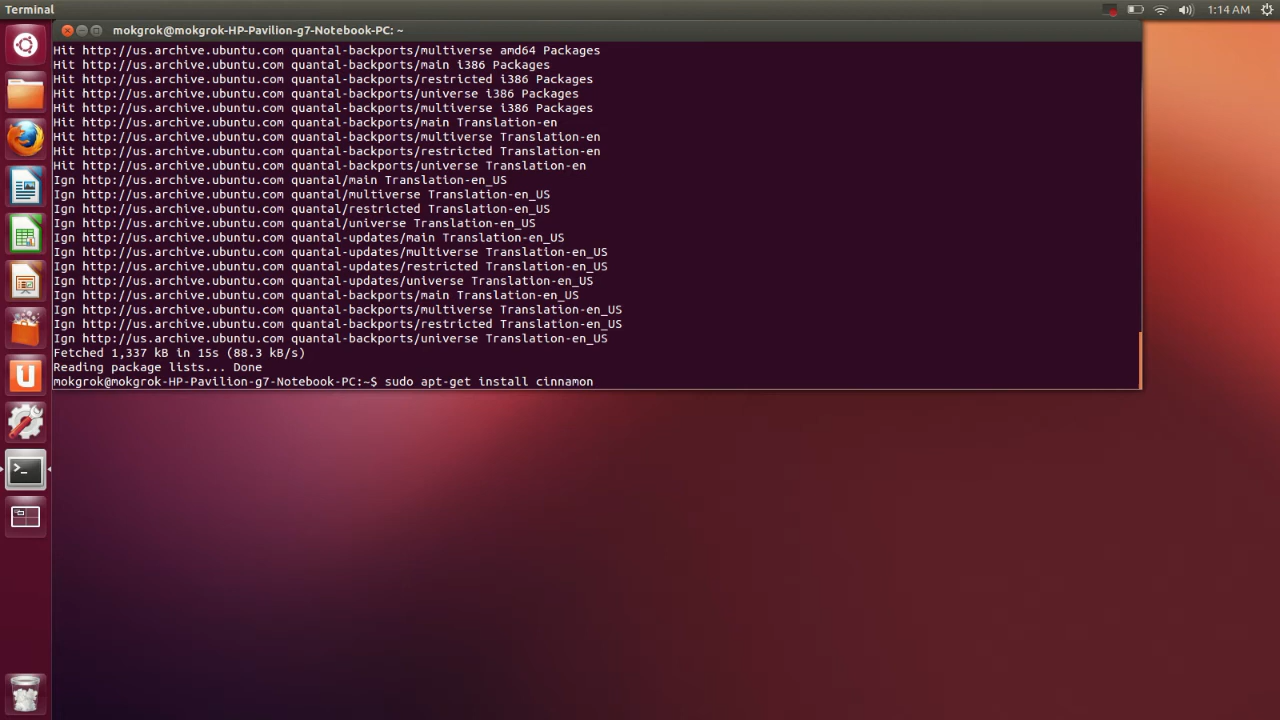 Terminal
1:14 AM
mokgrok@mokgrok-HP-Pavilion-g7-Notebook-PC: ~
Hit http://us.archive.ubuntu.com quantal-backports/multiverse amd64 Packages
Hit http://us.archive.ubuntu.com quantal-backports/main i386 Packages
Hit http://us.archive.ubuntu.com quantal-backports/restricted i386 Packages
Hit http://us.archive.ubuntu.com quantal-backports/universe i386 Packages
Hit http://us.archive.ubuntu.com quantal-backports/multiverse i386 Packages
Hit http://us.archive.ubuntu.com quantal-backports/main Translation-en
Hit http://us.archive.ubuntu.com quantal-backports/multiverse Translation-en
Hit http://us.archive.ubuntu.com quantal-backports/restricted Translation-en
Hit http://us.archive.ubuntu.com quantal-backports/universe Translation-en
Ign http://us.archive.ubuntu.com quantal/main Translation-en_US
Ign http://us.archive.ubuntu.com quantal/multiverse Translation-en_US
Ign http://us.archive.ubuntu.com quantal/restricted Translation-en_US
Ign http://us.archive.ubuntu.com quantal/universe Translation-en_US
Ign http://us.archive.ubuntu.com quantal-updates/main Translation-en_US
Ign http://us.archive.ubuntu.com quantal-updates/multiverse Translation-en_US
Ign http://us.archive.ubuntu.com quantal-updates/restricted Translation-en_US
Ign http://us.archive.ubuntu.com quantal-updates/universe Translation-en_US
Ign http://us.archive.ubuntu.com quantal-backports/main Translation-en_US
Ign http://us.archive.ubuntu.com quantal-backports/multiverse Translation-en_US
Ign http://us.archive.ubuntu.com quantal-backports/restricted Translation-en_US
Ign http://us.archive.ubuntu.com quantal-backports/universe Translation-en_US
Fetched 1,337 kB in 15s (88.3 kB/s)
Reading package lists... Done
mokgrok@mokgrok-HP-Pavilion-g7-Notebook-PC:~$ sudo apt-get install cinnamon